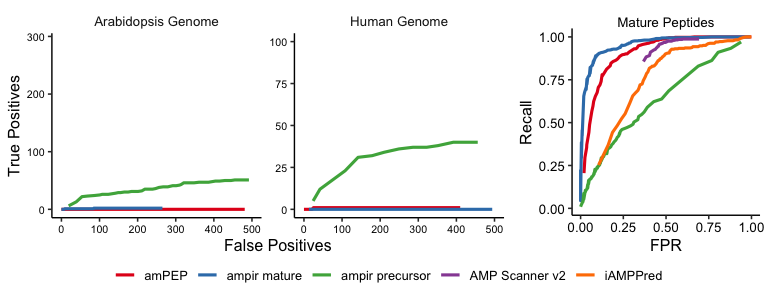 Arabidopsis Genome
Human Genome
Mature Peptides
True Positives
300
200
100
0
0 100 200 300 400 500
100
75
50
25
0
0 100 200 300 400 500
False Positives
Recall
1.00
0.75
0.50
0.25
0.00
0.00 0.25 0.50 0.75 1.00
FPR
amPEP ampir mature ampir precursor AMP Scanner v2 iAMPPred